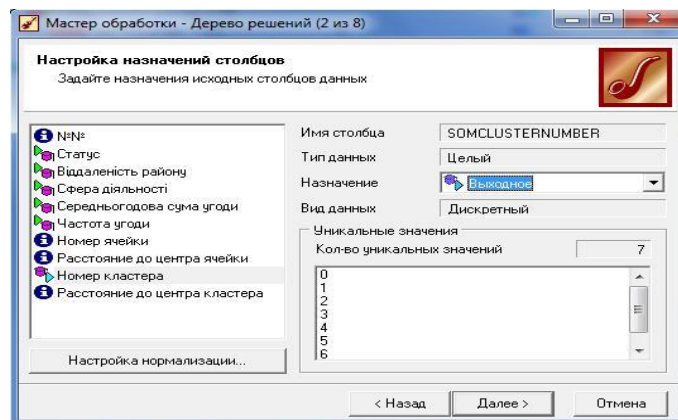 Мастер обработки - Дерево решений (2 из 8)
Настройка назначений столбцов
Задайте назначения исходных столбцов данных
№№
Статус
Віддаленість району
Сфера діяльності
Середньогодова сума угоди
Частота угоди
Номер ячейки
Расстояние до центра ячейки
Номер кластера
Расстояние до центра кластера
Настройка нормализации...
Имя столбца SOMCLUSTERNUMBER
Тип данных Целый
Назначение Выходное
Вид данных Дискретный
Уникальные значения
Кол-во уникальных значений 7
0
1
2
3
4
5
6
< Назад Далее > Отмена